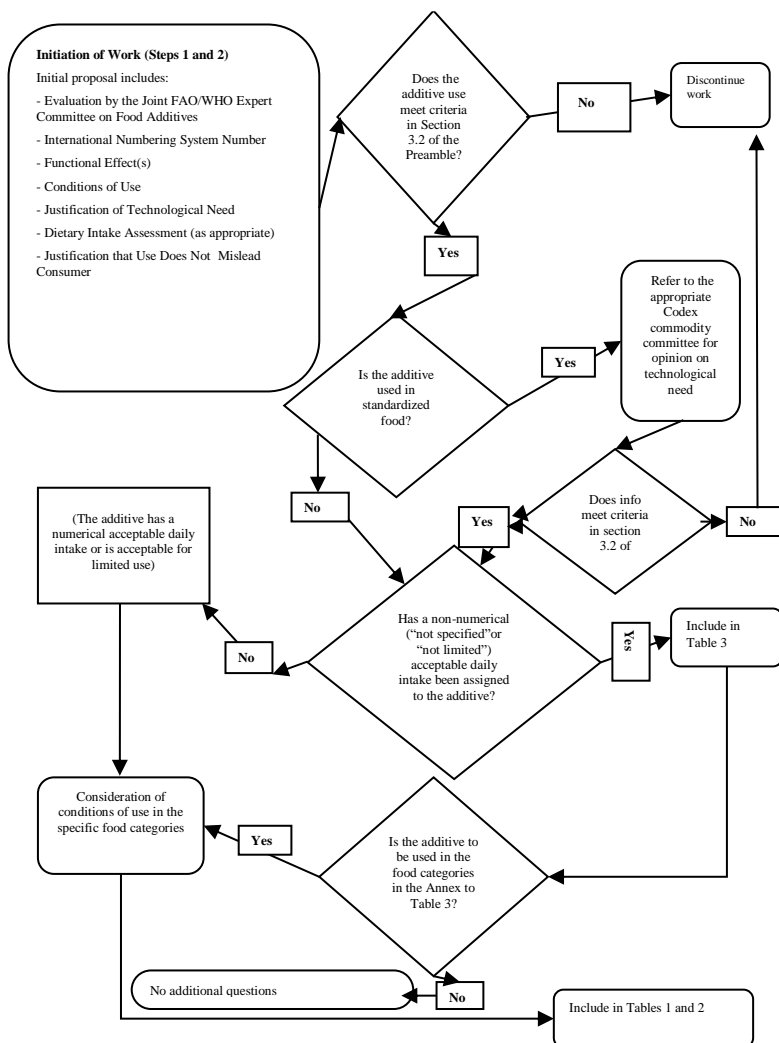 Initiation of Work (Steps 1 and 2)
Initial proposal includes:
- Evaluation by the Joint FAO/WHO Expert
Committee on Food Additives
- International Numbering System Number
- Functional Effect(s)
- Conditions of Use
- Justification of Technological Need
- Dietary Intake Assessment (as appropriate)
- Justification that Use Does Not Mislead
Consumer
Does the
additive use
meet criteria
in Section
3.2 of the
Preamble?
No
Discontinue
work
Yes
Is the additive
used in
standardized
food?
Yes
Refer to the
appropriate
Codex
commodity
committee for
opinion on
technological
need
No
Does info
meet criteria
in section
3.2 of
Yes
No
(The additive has a
numerical acceptable daily
intake or is acceptable for
limited use)
Has a non-numerical
(“not specified”or
“not limited”)
acceptable daily
intake been assigned
to the additive?
No
Yes
Include in
Table 3
Consideration of
conditions of use in the
specific food categories
Yes
Is the additive to
be used in the
food categories
in the Annex to
Table 3?
No additional questions
No
Include in Tables 1 and 2